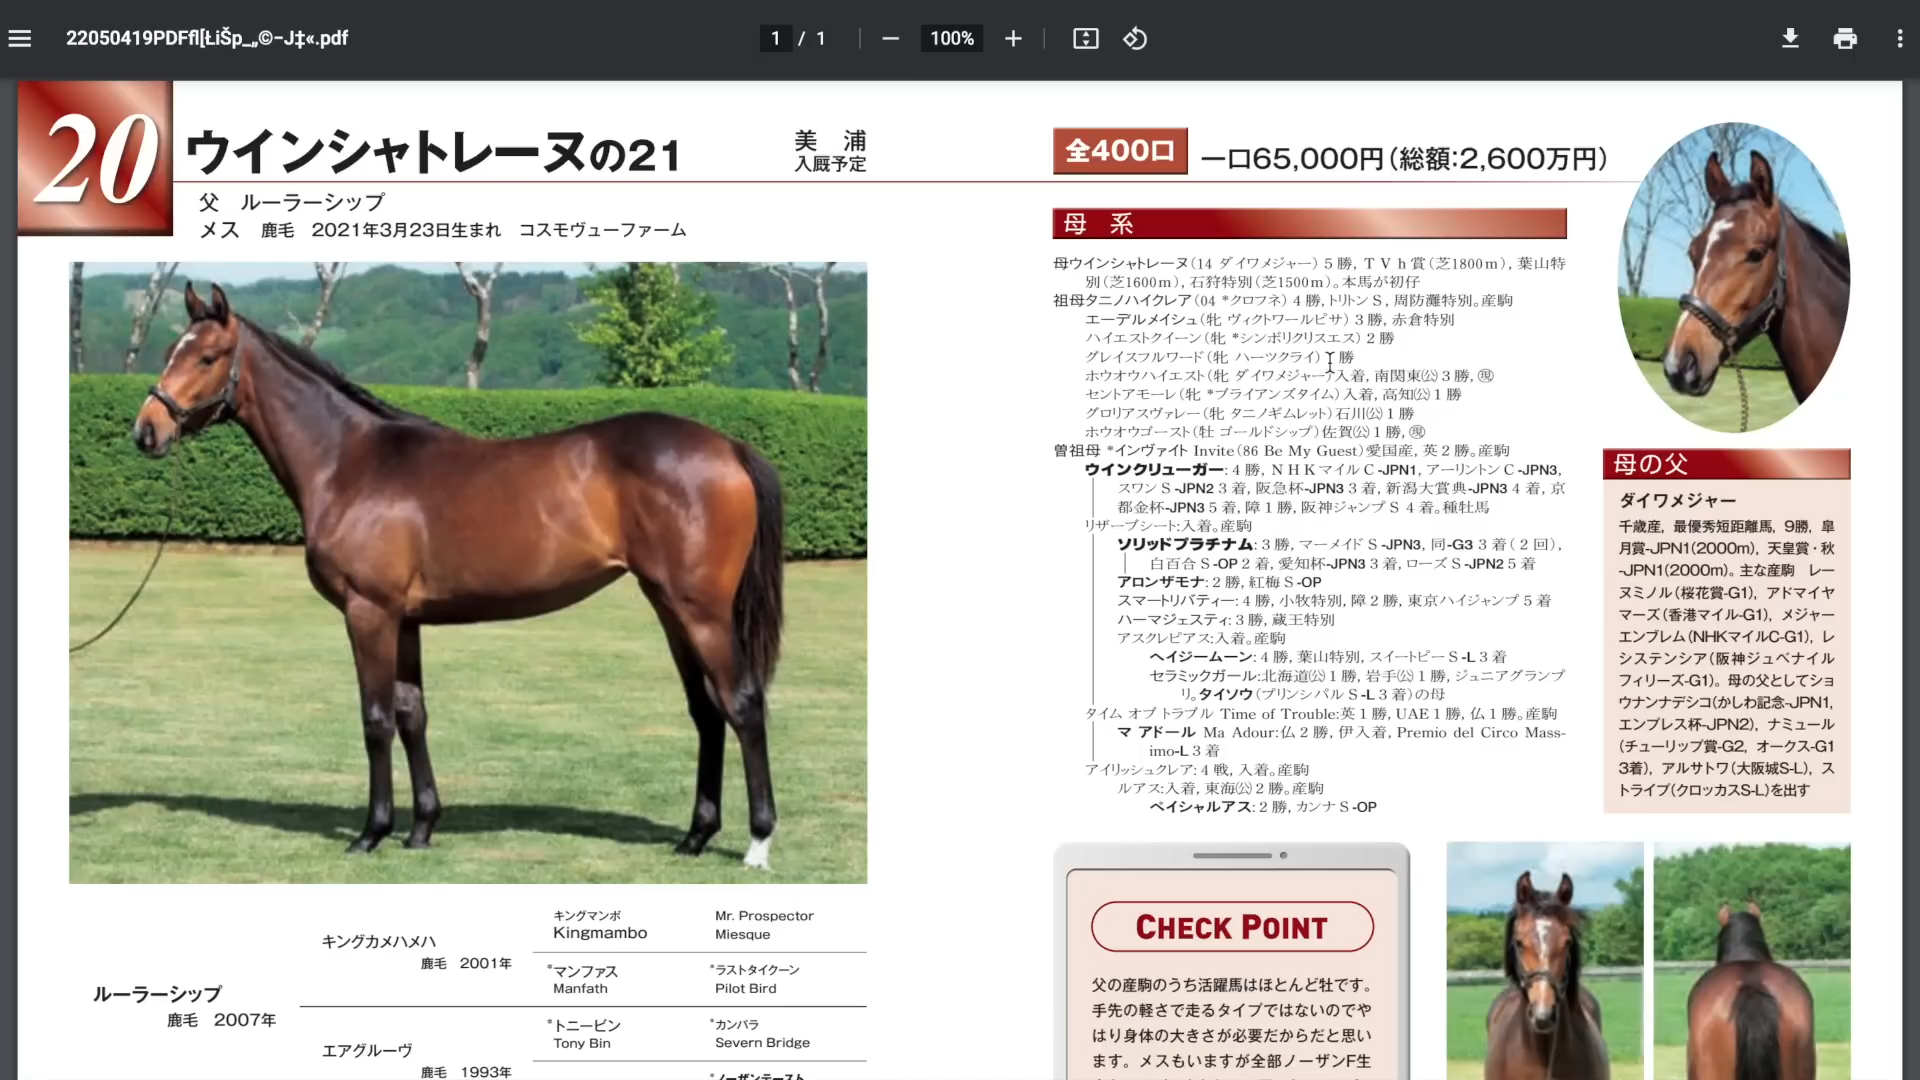 22050419PDFfl[ŁiŠp_„©−J‡«.pdf
1 / 1
100%
20
ウインシャトレーヌの21
美 浦
入厩予定
父 ルーラーシップ
メス 鹿毛 2021年3月23日生まれ コスモヴューファーム
全400口
一口65,000円(総額:2,600万円)
母 系
母ウインシャトレーヌ(14 ダイワメジャー) 5 勝, T V h 賞(芝1800m), 葉山特
別(芝1600m), 石狩特別(芝1500m)。本馬が初仔
祖母タニノハイクレア(04 *クロフネ) 4 勝, トリトン S, 周防灘特別。産駒
エーデルメイシュ(牝 ヴィクトワールピサ) 3 勝, 赤倉特別
ハイエストクイーン(牝 *シンボリクリスエス) 2 勝
グレイスフルワード(牝 ハーツクライ) 勝
ホウオウハイエスト(牝 ダイワメジャー)入着, 南関東㈳ 3 勝, ㊝
セントアモーレ(牝 *ブライアンズタイム) 入着, 高知(公) 1 勝
グロリアスヴァレー(牝 タニノギムレット) 石川(公) 1 勝
ホウオウゴースト(牡 ゴールドシップ) 佐賀(公) 1 勝, 現
曽祖母 *インヴァイト Invite(86 Be My Guest) 愛国産, 英 2 勝。産駒
ウインクリューガー: 4 勝, NHKマイルC-JPN1, アーリントンC-JPN3,
スワンS-JPN2 3 着, 阪急杯-JPN3 3 着, 新潟大賞典-JPN3 4 着, 京
都金杯-JPN3 5 着, 障 1 勝, 阪神ジャンプS 4 着。種牡馬
リザーブシート:入着。産駒
ソリッドプラチナム: 3 勝, マーメイドS-JPN3, 同-G3 3 着( 2 回),
白百合S-OP 2 着, 愛知杯-JPN3 3 着, ローズS-JPN2 5 着
アロンザモナ: 2 勝, 紅梅S-OP
スマートリバティー: 4 勝, 小牧特別, 障 2 勝, 東京ハイジャンプ 5 着
ハーマジェスティ: 3 勝, 蔵王特別
アスクレピアス:入着。産駒
ヘイジームーン: 4 勝, 葉山特別, スイートピーS-L 3 着
セラミックガール:北海道(公) 1 勝, 岩手(公) 1 勝, ジュニアグランプ
リ。タイソウ(プリンシパルS-L 3 着)の母
タイム オブ トラブル Time of Trouble:英 1 勝, UAE 1 勝, 仏 1 勝。産駒
マ アドール Ma Adour:仏 2 勝, 伊入着, Premio del Circo Mass-
imo-L 3 着
アイリッシュクレア: 4 戦, 入着。産駒
ルアス:入着, 東海(公) 2 勝。産駒
ペイシャルアス: 2 勝, カンナS-OP
母の父
ダイワメジャー
千歳産, 最優秀短距離馬, 9勝, 皐
月賞-JPN1(2000m), 天皇賞・秋
-JPN1(2000m)。主な産駒 レー
ヌミノル(桜花賞-G1), アドマイヤ
マーズ(香港マイル-G1), メジャー
エンブレム(NHKマイルC-G1), レ
システンシア(阪神ジュベナイル
フィリーズ-G1)。母の父としてショ
ウナンナデシコ(かしわ記念-JPN1,
エンプレス杯-JPN2), ナミュール
(チューリップ賞-G2, オークス-G1
3着), アルサトワ(大阪城S-L), ス
トライプ(クロッカスS-L)を出す
キングマンボ
Kingmambo
Mr. Prospector
Miesque
キングカメハメハ
鹿毛 2001年
*マンファス
Manfath
*ラストタイクーン
Pilot Bird
ルーラーシップ
鹿毛 2007年
*トニービン
Tony Bin
*カンパラ
Severn Bridge
エアグルーヴ
鹿毛 1993年
*ノーザンテースト
CHECK POINT
父の産駒のうち活躍馬はほとんど牡です。
手先の軽さで走るタイプではないのでや
はり身体の大きさが必要だからだと思い
ます。メスもいますが全部ノーザンF生